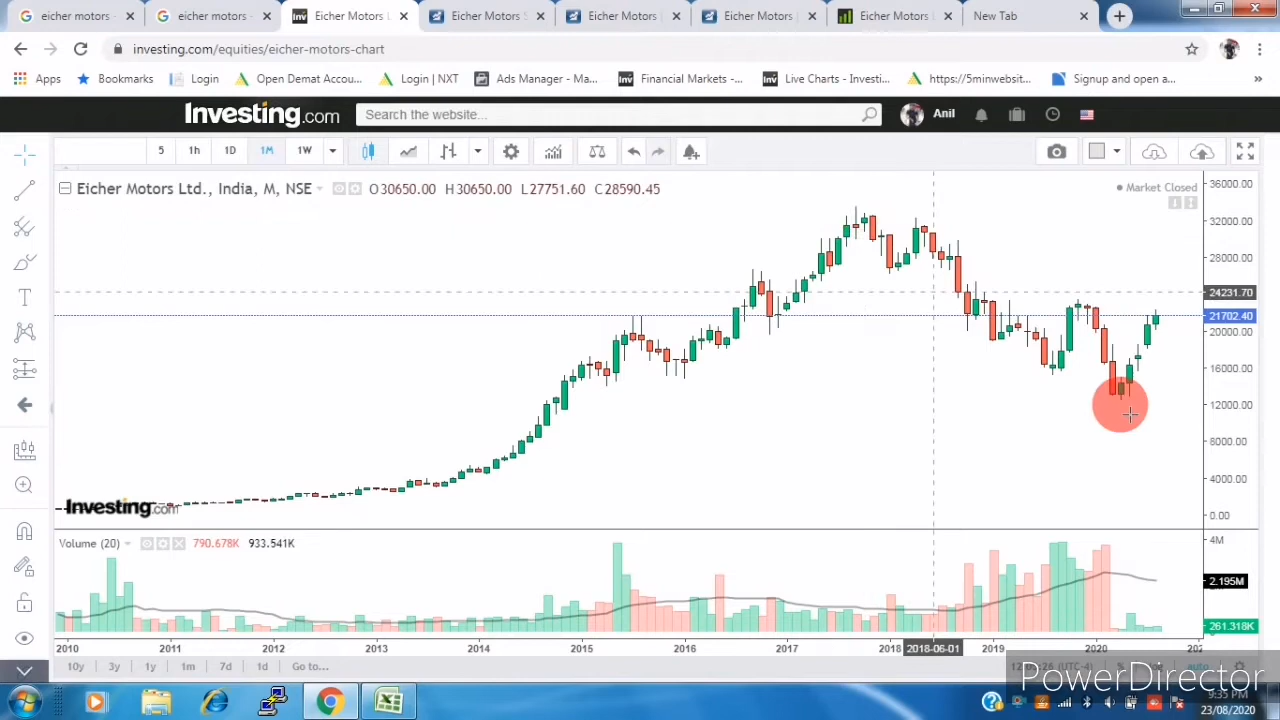 eicher motors
eicher motors
Eicher Motors
Eicher Motors
Eicher Motors
Eicher Motors
Eicher Motors
New Tab
investing.com/equities/eicher-motors-chart
Apps
Bookmarks
Login
Open Demat Accou...
Login | NXT
Ads Manager - Ma...
Financial Markets -...
Live Charts - Investi...
https://5minwebsit...
Signup and open a...
»
Investing.com
Search the website...
Anil
5 1h 1D 1M 1W
Eicher Motors Ltd., India, M, NSE O30650.00 H30650.00 L27751.60 C28590.45
Market Closed
36000.00
32000.00
28000.00
24231.70
21702.40
20000.00
16000.00
12000.00
8000.00
4000.00
0.00
Investing.com
Volume (20) 790.678K 933.541K
4M
2.195M
261.318K
2010 2011 2012 2013 2014 2015 2016 2017 2018 2018-06-01 2019 2020
10y 3y 1y 1m 7d 1d Go to...
auto
PowerDirector
9:35 PM
23/08/2020